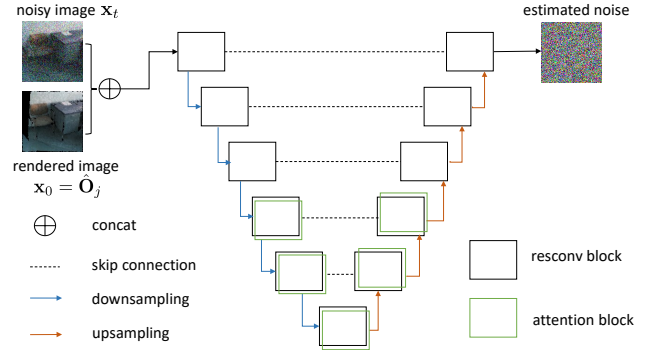 noisy image x_t
estimated noise
rendered image
x_0 = Ô_j
concat
skip connection
downsampling
upsampling
resconv block
attention block